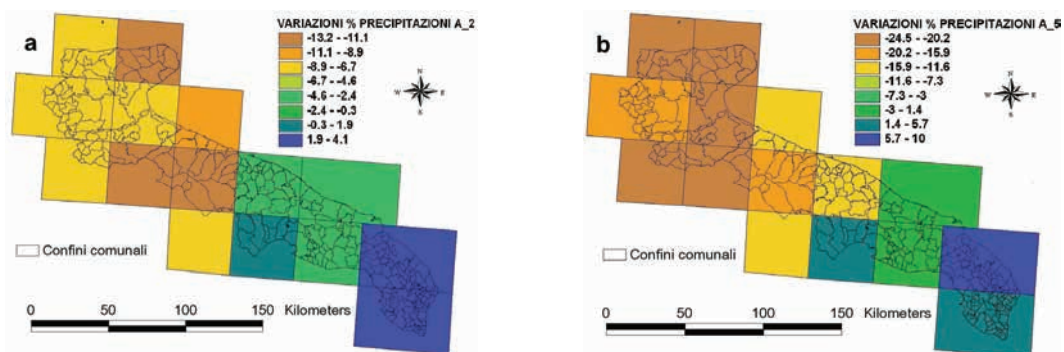 a
VARIAZIONI % PRECIPITAZIONI A_2
-13.2 - -11.1
-11.1 - -8.9
-8.9 - -6.7
-6.7 - -4.6
-4.6 - -2.4
-2.4 - -0.3
-0.3 - 1.9
1.9 - 4.1
N
W E
S
Confini comunali
0 50 100 150 Kilometers
b
VARIAZIONI % PRECIPITAZIONI A_5
-24.5 - -20.2
-20.2 - -15.9
-15.9 - -11.6
-11.6 - -7.3
-7.3 - -3
-3 - 1.4
1.4 - 5.7
5.7 - 10
N
W E
S
Confini comunali
0 50 100 150 Kilometers